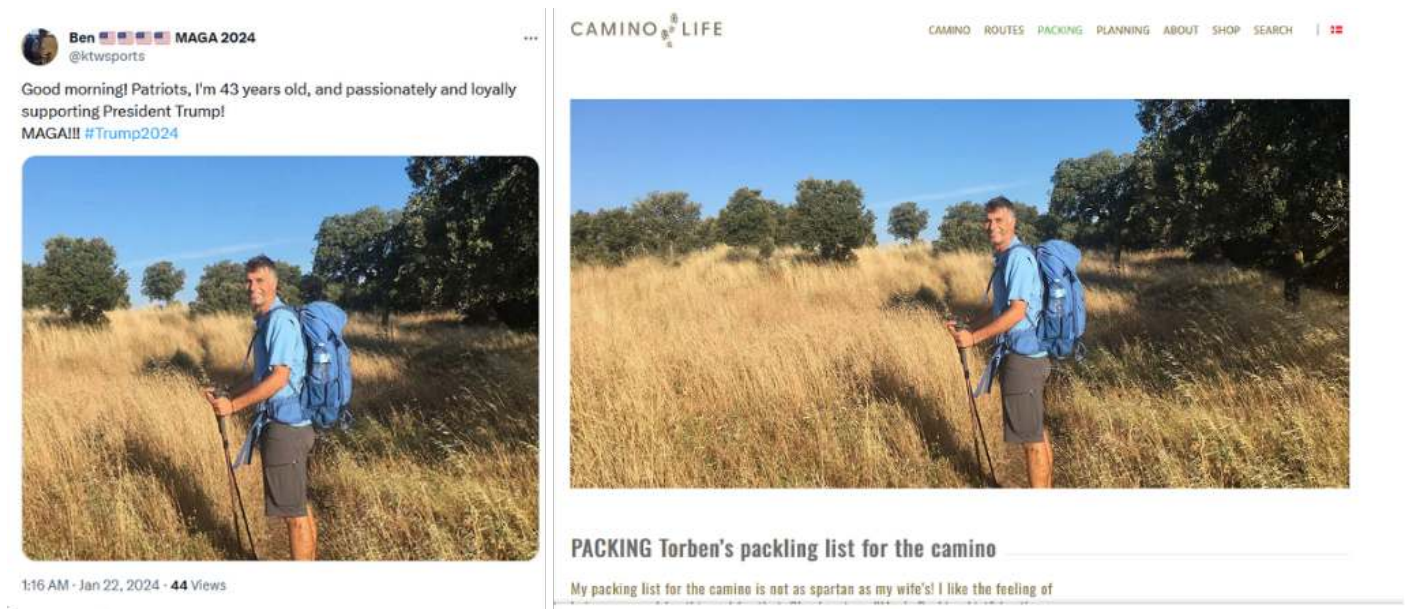 Ben 🇺🇸🇺🇸🇺🇸🇺🇸 MAGA 2024
@ktwsports
Good morning! Patriots, I'm 43 years old, and passionately and loyally
supporting President Trump!
MAGA!!! #Trump2024
1:16 AM · Jan 22, 2024 · 44 Views
CAMINO LIFE
CAMINO ROUTES PACKING PLANNING ABOUT SHOP SEARCH
PACKING Torben's packling list for the camino
My packing list for the camino is not as spartan as my wife's! I like the feeling of